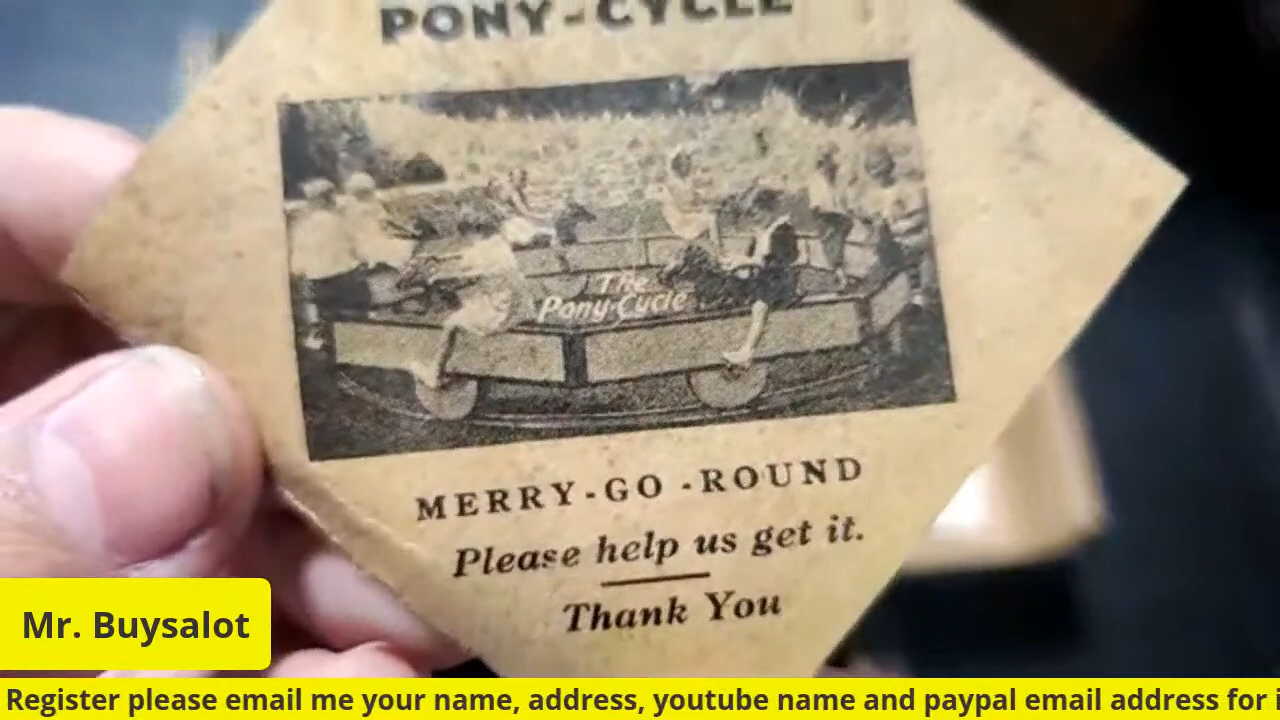 PONY-CYCLE
The
Pony-Cycle
MERRY-GO-ROUND
Please help us get it.
Thank You
Mr. Buysalot
Register please email me your name, address, youtube name and paypal email address for i